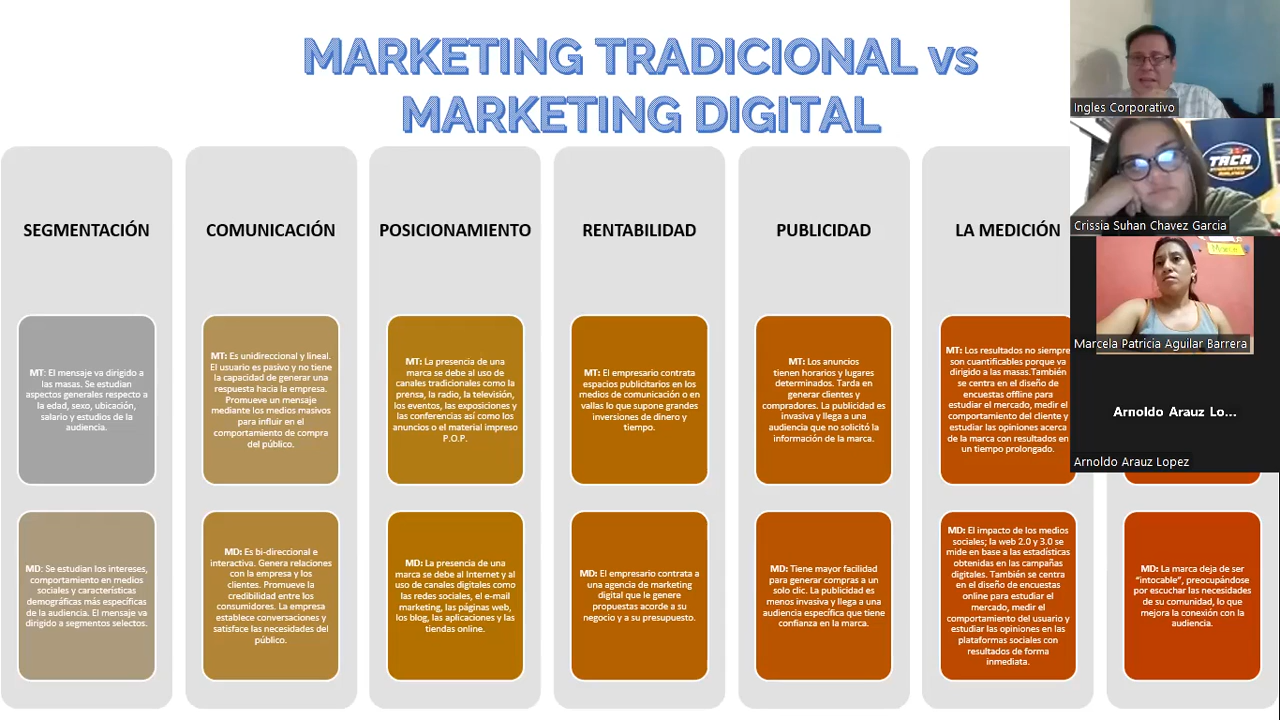 MARKETING TRADICIONAL vs
MARKETING DIGITAL
SEGMENTACIÓN
MT: El mensaje va dirigido a
las masas. Se estudian
aspectos generales respecto a
la edad, sexo, ubicación,
salario y estudios de la
audiencia.
MD: Se estudian los intereses,
comportamiento en medios
sociales y características
demográficas más específicas
de la audiencia. El mensaje va
dirigido a segmentos selectos.
COMUNICACIÓN
MT: Es unidireccional y lineal.
El usuario es pasivo y no tiene
la capacidad de generar una
respuesta hacia la empresa.
Promueve un mensaje
mediante los medios masivos
para influir en el
comportamiento de compra
del público.
MD: Es bi-direccional e
interactiva. Genera relaciones
con la empresa y los
clientes. Promueve la
credibilidad entre los
consumidores. La empresa
establece conversaciones y
satisface las necesidades del
público.
POSICIONAMIENTO
MT: La presencia de una
marca se debe al uso de
canales tradicionales como la
prensa, la radio, la televisión,
los eventos, las exposiciones y
las conferencias así como los
anuncios o el material impreso
P.O.P.
MD: La presencia de una
marca se debe al Internet y al
uso de canales digitales como
las redes sociales, el e-mail
marketing, las páginas web,
los blog, las aplicaciones y las
tiendas online.
RENTABILIDAD
MT: El empresario contrata
espacios publicitarios en los
medios de comunicación o en
vallas lo que supone grandes
inversiones de dinero y
tiempo.
MD: El empresario contrata a
una agencia de marketing
digital que le genere
propuestas acorde a su
negocio y a su presupuesto.
PUBLICIDAD
MT: Los anuncios
tienen horarios y lugares
determinados. Tarda en
generar clientes y
compradores. La publicidad es
invasiva y llega a una
audiencia que no solicitó la
información de la marca.
MD: Tiene mayor facilidad
para generar compras a un
solo clic. La publicidad es
menos invasiva y llega a una
audiencia específica que tiene
confianza en la marca.
LA MEDICIÓN
MT: Los resultados no siempre
son cuantificables porque va
dirigido a las masas.También
se centra en el diseño de
encuestas offline para
estudiar el mercado, medir el
comportamiento del cliente y
estudiar las opiniones acerca
de la marca con resultados en
un tiempo prolongado.
MD: El impacto de los medios
sociales; la web 2.0 y 3.0 se
mide en base a las estadísticas
obtenidas en las campañas
digitales. También se centra
en el diseño de encuestas
online para estudiar el
mercado, medir el
comportamiento del usuario y
estudiar las opiniones en las
plataformas sociales con
resultados de forma
inmediata.
MD: La marca deja de ser
"intocable", preocupándose
por escuchar las necesidades
de su comunidad, lo que
mejora la conexión con la
audiencia.
Ingles Corporativo
TACA
Crissia Suhan Chavez Garcia
Marcela Patricia Aguilar Barrera
Arnoldo Arauz Lo...
Arnoldo Arauz Lopez